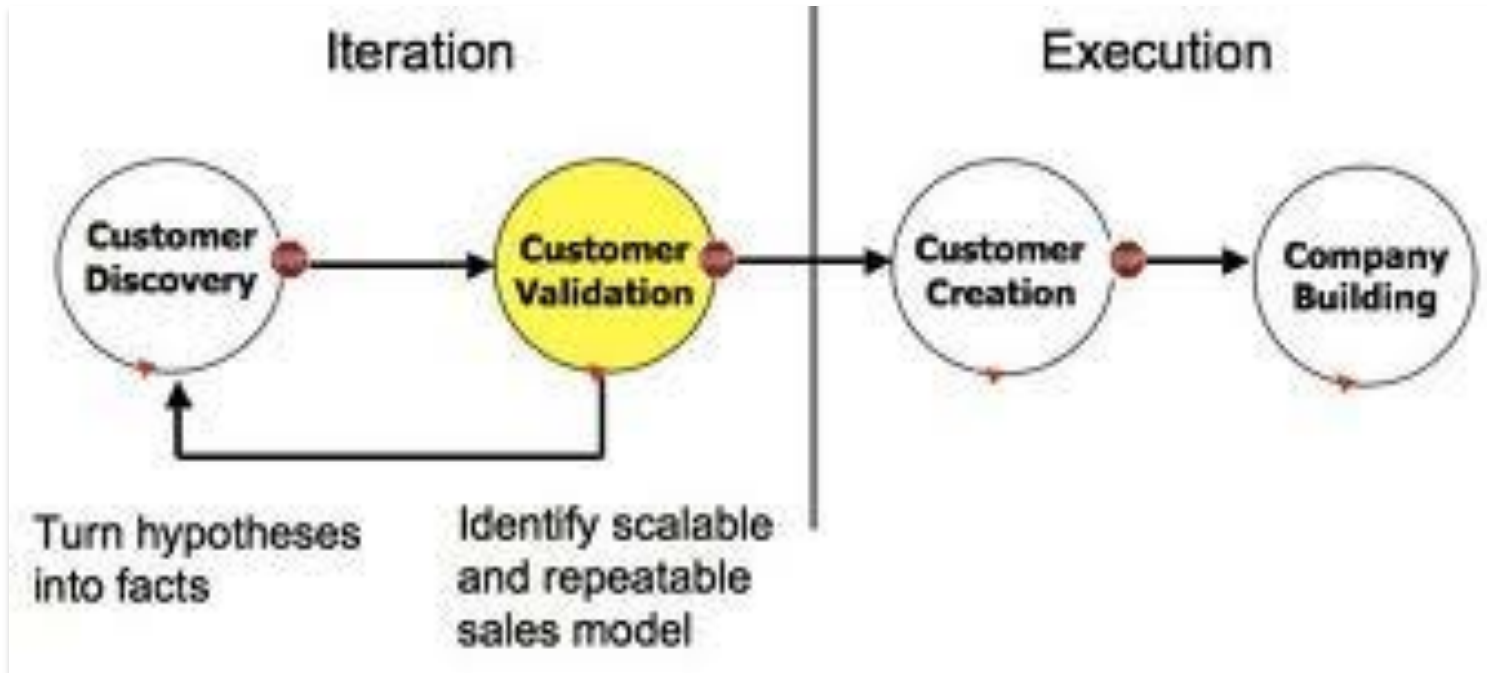 Iteration
Execution
Customer
Discovery
Customer
Validation
Customer
Creation
Company
Building
Turn hypotheses
into facts
Identify scalable
and repeatable
sales model